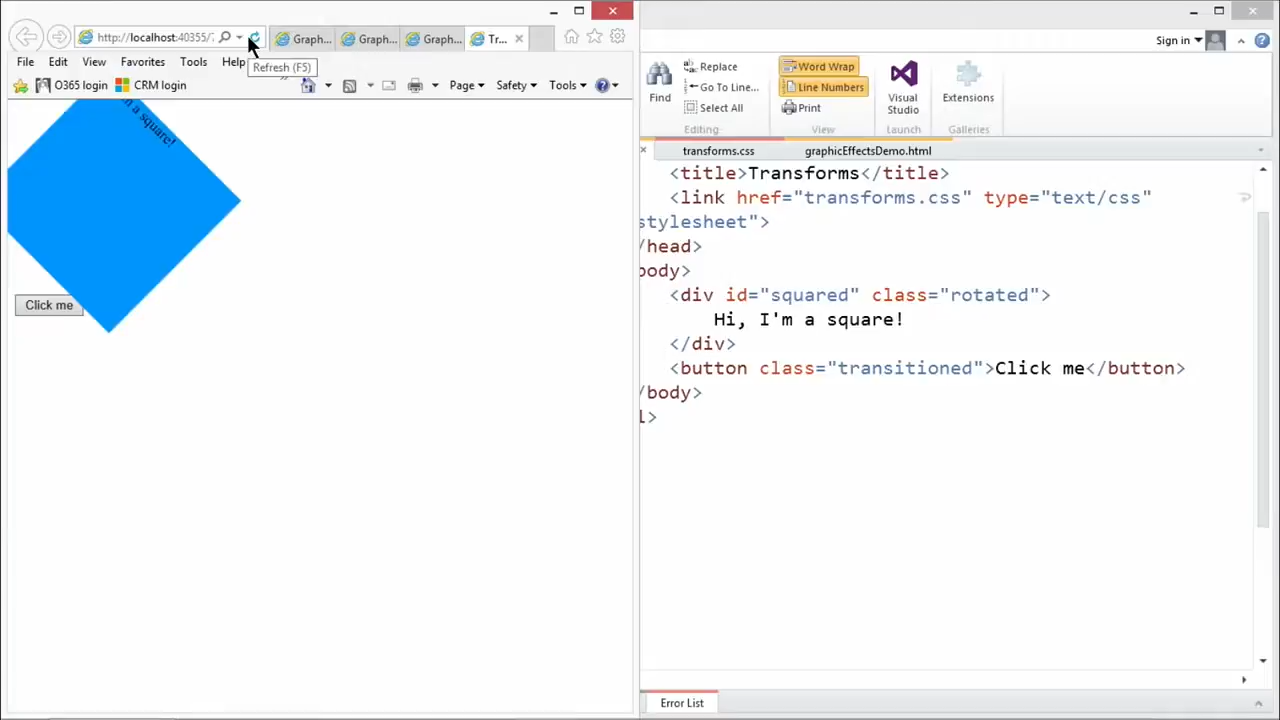 http://localhost:40355/
Graph...
Graph...
Graph...
Tr...
File Edit View Favorites Tools Help
Refresh (F5)
O365 login CRM login Page Safety Tools
a square!
Click me
Sign in
Find
Replace
Go To Line...
Select All
Editing
Word Wrap
Line Numbers
Print
View
Visual
Studio
Launch
Extensions
Galleries
transforms.css graphicEffectsDemo.html
<title>Transforms</title>
<link href="transforms.css" type="text/css"
stylesheet">
/head>
body>
<div id="squared" class="rotated">
Hi, I'm a square!
</div>
<button class="transitioned">Click me</button>
/body>
l>
Error List